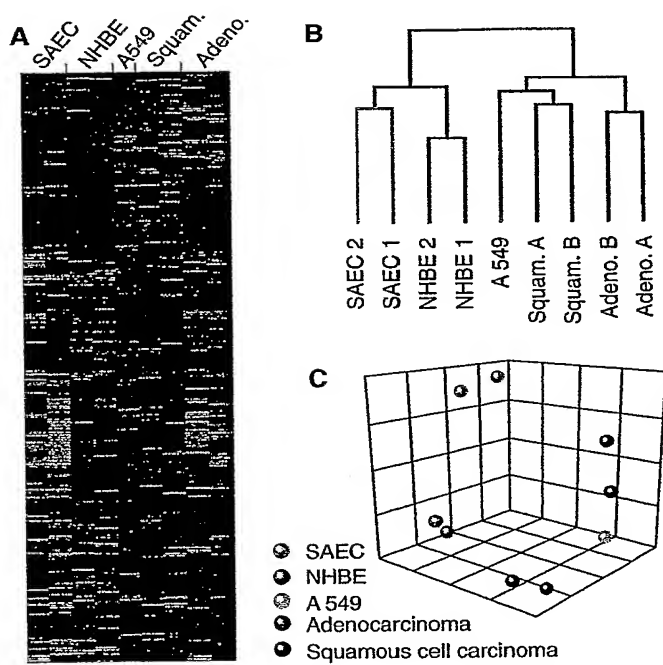 A
SAEC
NHBE
A549
Squam.
Adeno.
B
SAEC 2
SAEC 1
NHBE 2
NHBE 1
A 549
Squam. A
Squam. B
Adeno. B
Adeno. A
C
SAEC
NHBE
A 549
Adenocarcinoma
Squamous cell carcinoma